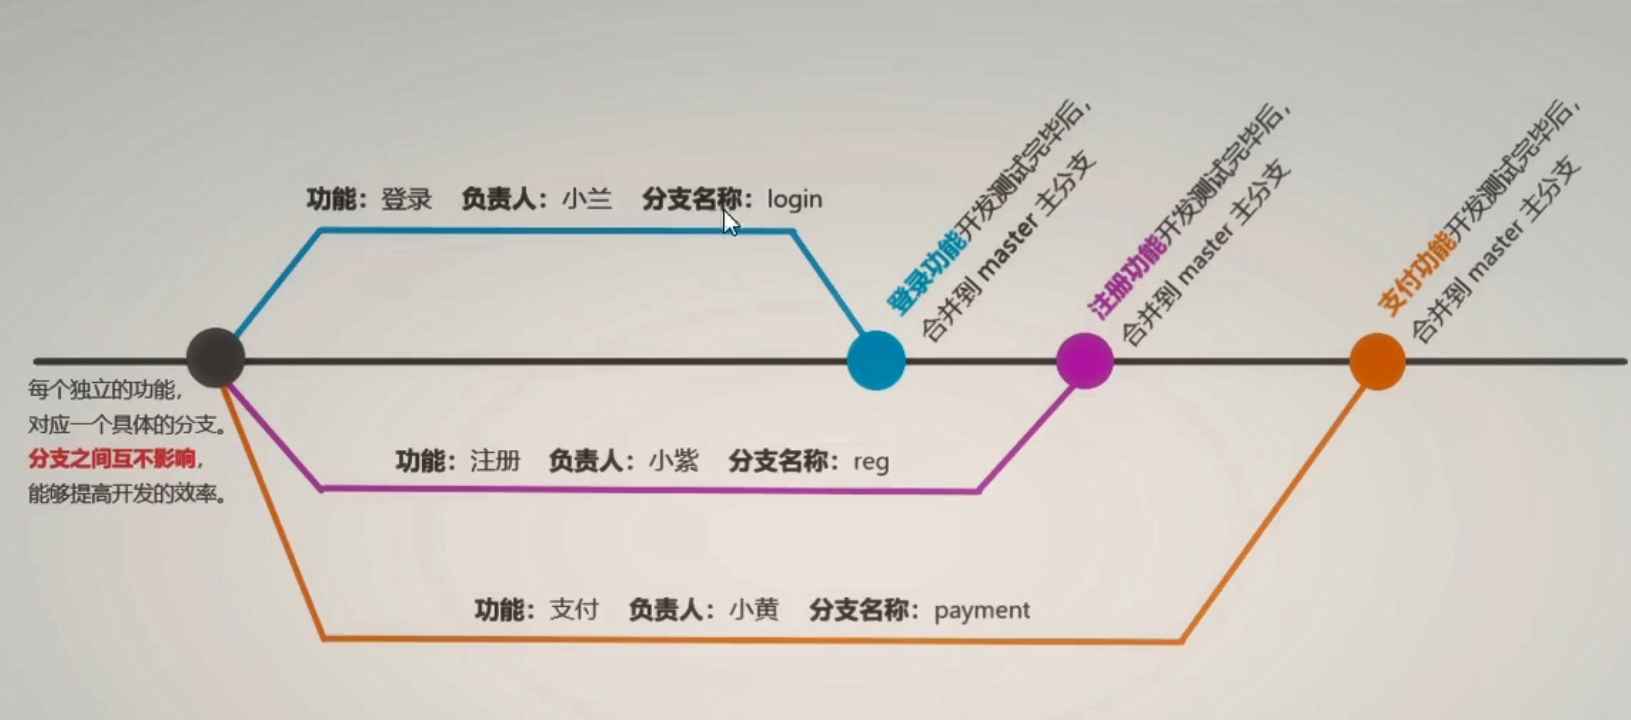 功能：登录 负责人：小兰 分支名称：login
登录功能开发测试完毕后，
合并到 master 主分支
注册功能开发测试完毕后，
合并到 master 主分支
支付功能开发测试完毕后，
合并到 master 主分支
每个独立的功能，
对应一个具体的分支。
分支之间互不影响，
能够提高开发的效率。
功能：注册 负责人：小紫 分支名称：reg
功能：支付 负责人：小黄 分支名称：payment